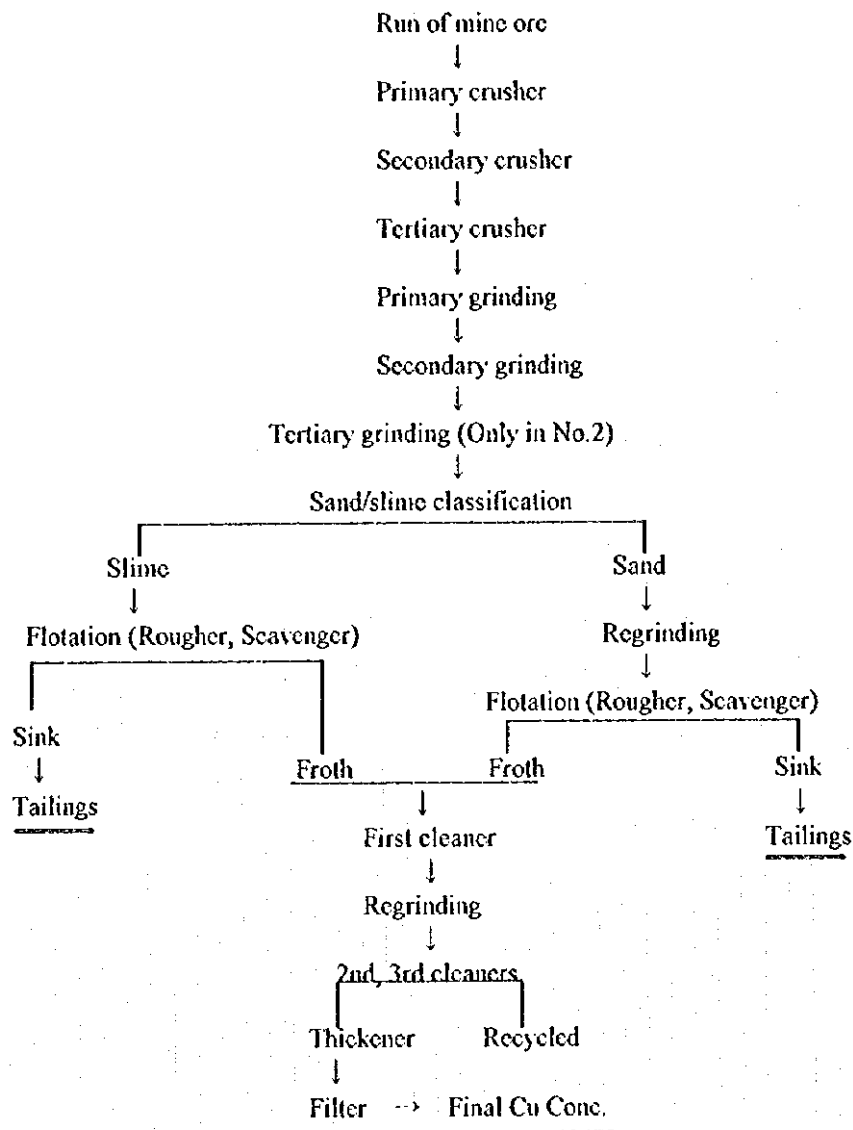 Run of mine ore
↓
Primary crusher
↓
Secondary crusher
↓
Tertiary crusher
↓
Primary grinding
↓
Secondary grinding
↓
Tertiary grinding (Only in No.2)
↓
Sand/slime classification
Slime Sand
↓ ↓
Flotation (Rougher, Scavenger) Regrinding
↓
Flotation (Rougher, Scavenger)
Sink
↓
Froth Froth Sink
Tailings ↓ ↓
First cleaner Tailings
↓
Regrinding
↓
2nd, 3rd cleaners
Thickener Recycled
↓
Filter --→ Final Cu Conc.